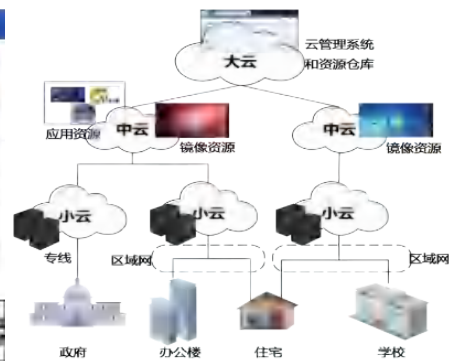 云管理系统
和资源仓库
大云
应用资源
中云
镜像资源
中云
镜像资源
小云
小云
小云
专线
区域网
区域网
政府
办公楼
住宅
学校